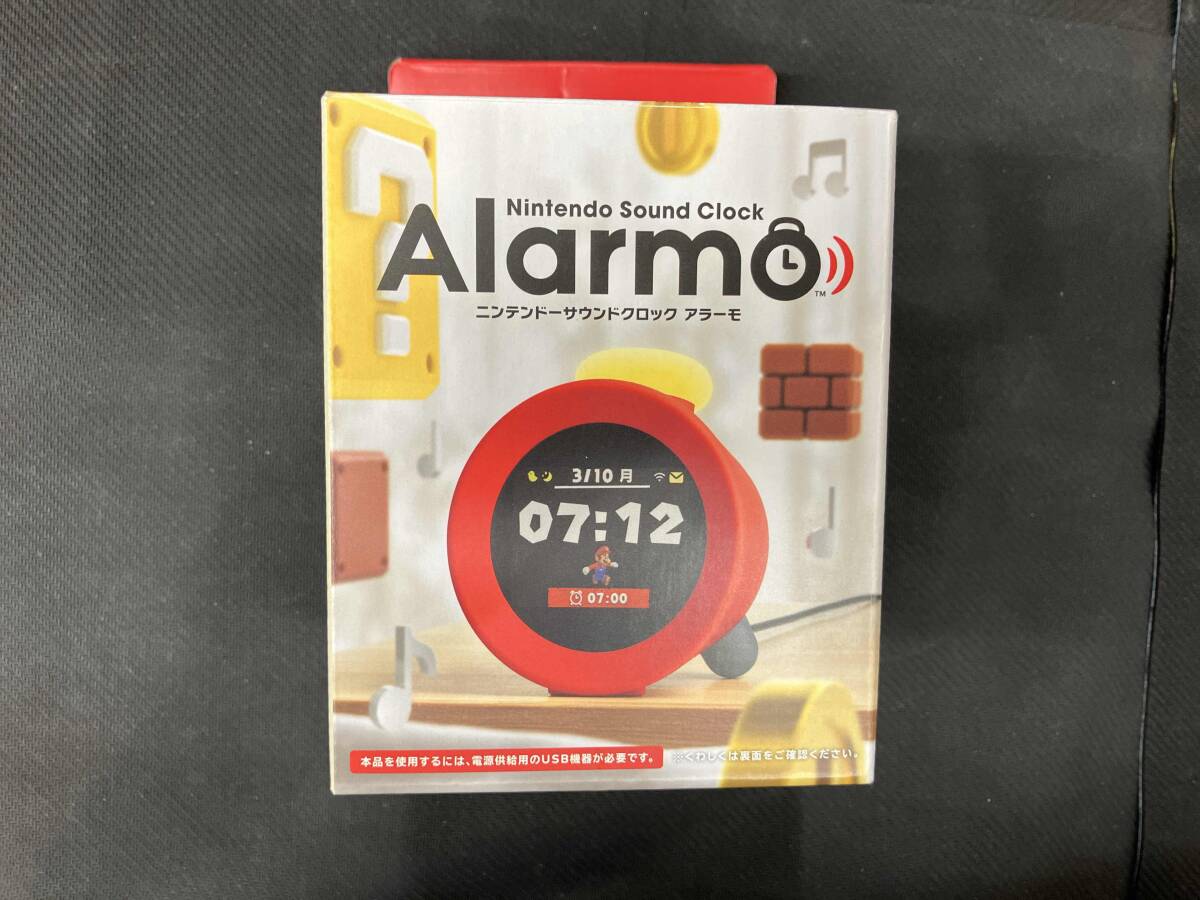 Nintendo Sound Clock
Alarmo
TM
ニンテンドーサウンドクロック アラーモ
3/10 月
07:12
07:00
本品を使用するには、電源供給用のUSB機器が必要です。 ※くわしくは裏面をご確認ください。